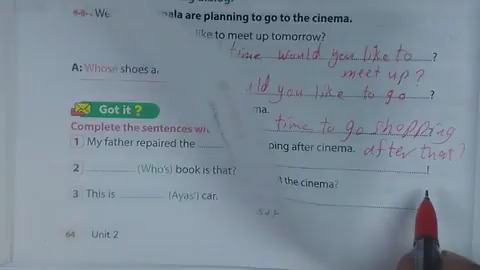 We
ala are planning to go to the cinema.
like to meet up tomorrow?
time would you like to ?
meet up?
A: Whose shoes a
ld you like to go ?
ma.
Got it ?
time to go shopping
Complete the sentences
ping after cinema. after that?
1 My father repaired the
!
2 (Who's) book is that?
t the cinema?
3 This is (Ayas') car.
64 Unit 2